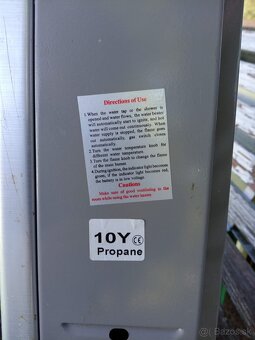 Directions of Use
1.When the water tap or the shower is
opened and water flows, the water heater
will automatically start to ignite, and hot
water will come out continuously. When
water supply is stopped, the flame goes
out automatically, gas switch closes
automatically.
2.Turn the water temperature knob for
different water temperature
3.Turn the flame knob to change the flame
of the main burner.
4.During ignition, the indicator light becomes
green, if the indicator light becomes red,
the battery is in low voltage.
Cautions
Make sure of good ventilating to the
room while using the water heater.
10Y CE
Propane
bazos.sk